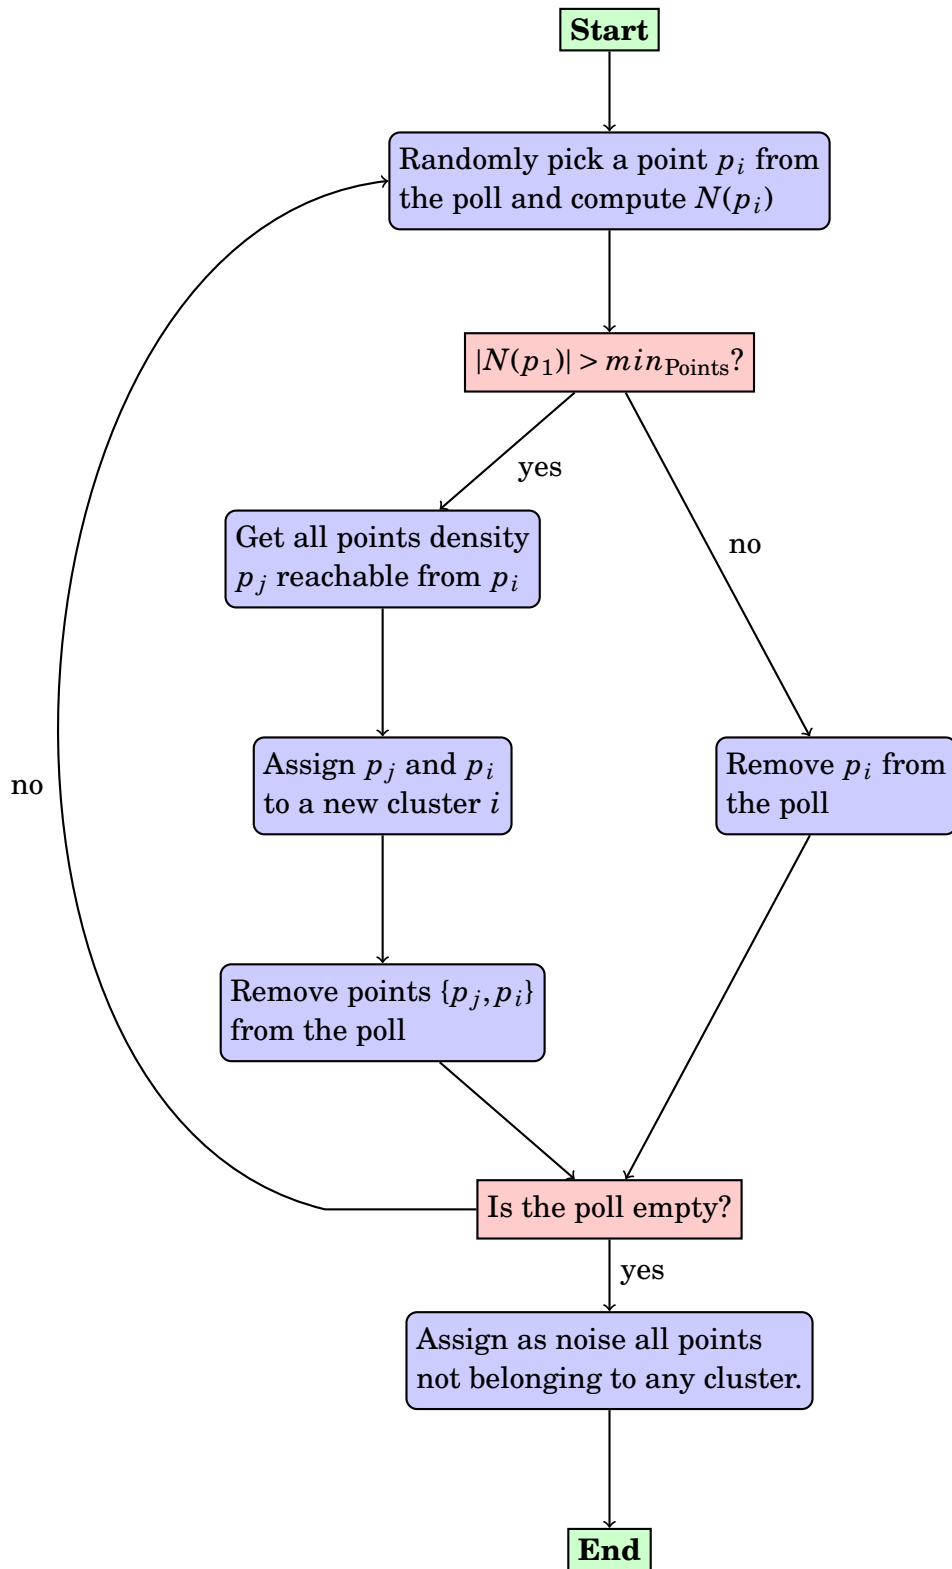 Start
Randomly pick a point p_i from
the poll and compute N(p_i)
|N(p_1)| > min_Points?
yes
no
Get all points density
p_j reachable from p_i
Assign p_j and p_i
to a new cluster i
Remove p_i from
the poll
no
Remove points {p_j, p_i}
from the poll
Is the poll empty?
yes
Assign as noise all points
not belonging to any cluster.
End